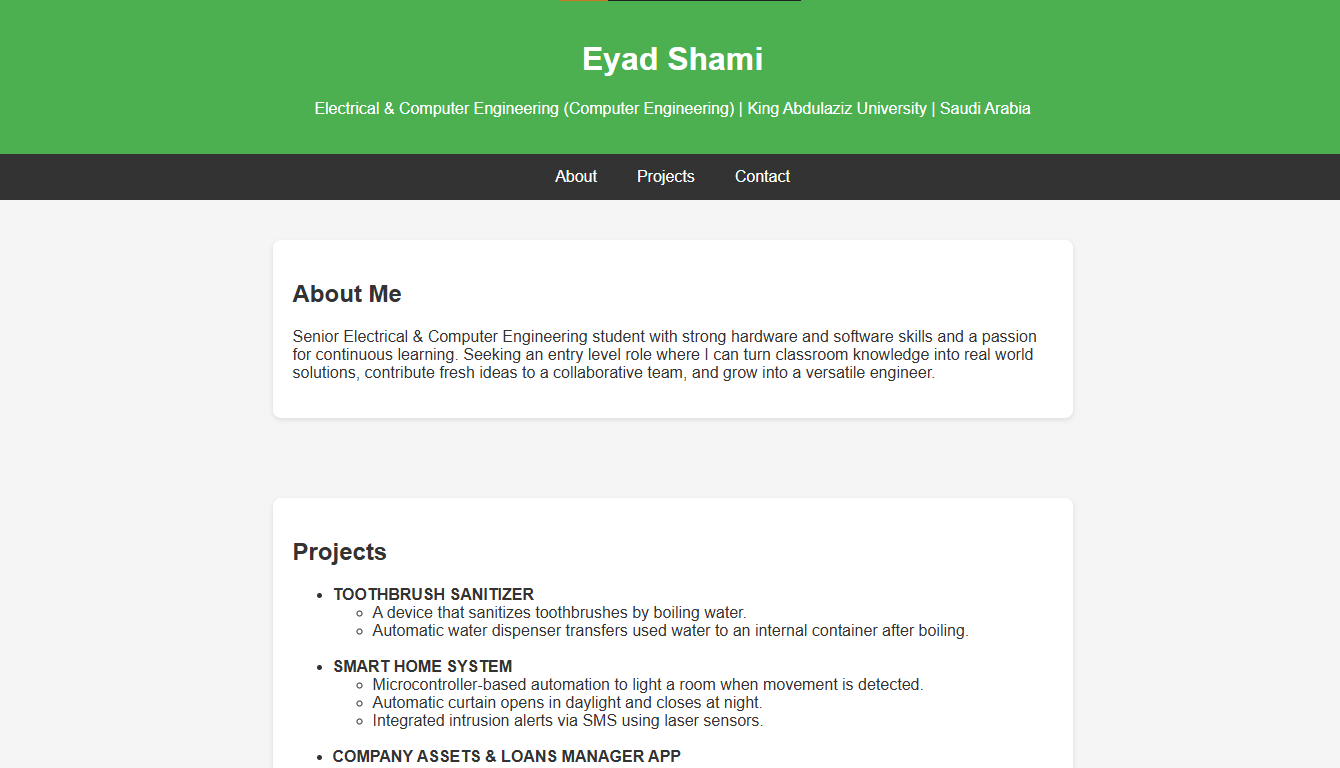 Eyad Shami
Electrical & Computer Engineering (Computer Engineering) | King Abdulaziz University | Saudi Arabia
About Projects Contact
About Me
Senior Electrical & Computer Engineering student with strong hardware and software skills and a passion
for continuous learning. Seeking an entry level role where I can turn classroom knowledge into real world
solutions, contribute fresh ideas to a collaborative team, and grow into a versatile engineer.
Projects
• TOOTHBRUSH SANITIZER
◦ A device that sanitizes toothbrushes by boiling water.
◦ Automatic water dispenser transfers used water to an internal container after boiling.
• SMART HOME SYSTEM
◦ Microcontroller-based automation to light a room when movement is detected.
◦ Automatic curtain opens in daylight and closes at night.
◦ Integrated intrusion alerts via SMS using laser sensors.
• COMPANY ASSETS & LOANS MANAGER APP